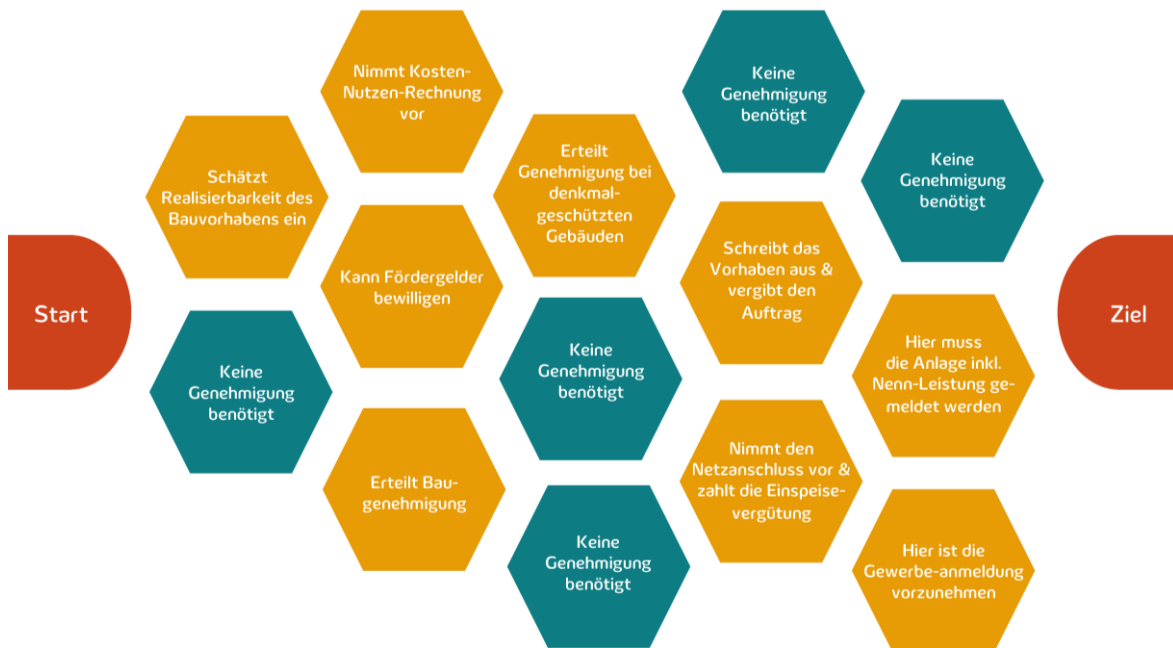 Start
Schätzt
Realisierbarkeit des
Bauvorhabens ein
Keine
Genehmigung
benötigt
Nimmt Kosten-
Nutzen-Rechnung
vor
Kann Fördergelder
bewilligen
Erteilt Bau-
genehmigung
Erteilt
Genehmigung bei
denkmal-
geschützten
Gebäuden
Keine
Genehmigung
benötigt
Keine
Genehmigung
benötigt
Keine
Genehmigung
benötigt
Schreibt das
Vorhaben aus &
vergibt den
Auftrag
Nimmt den
Netzanschluss vor &
zahlt die Einspeise-
vergütung
Keine
Genehmigung
benötigt
Hier muss
die Anlage inkl.
Nenn-Leistung ge-
meldet werden
Hier ist die
Gewerbe-anmeldung
vorzunehmen
Ziel